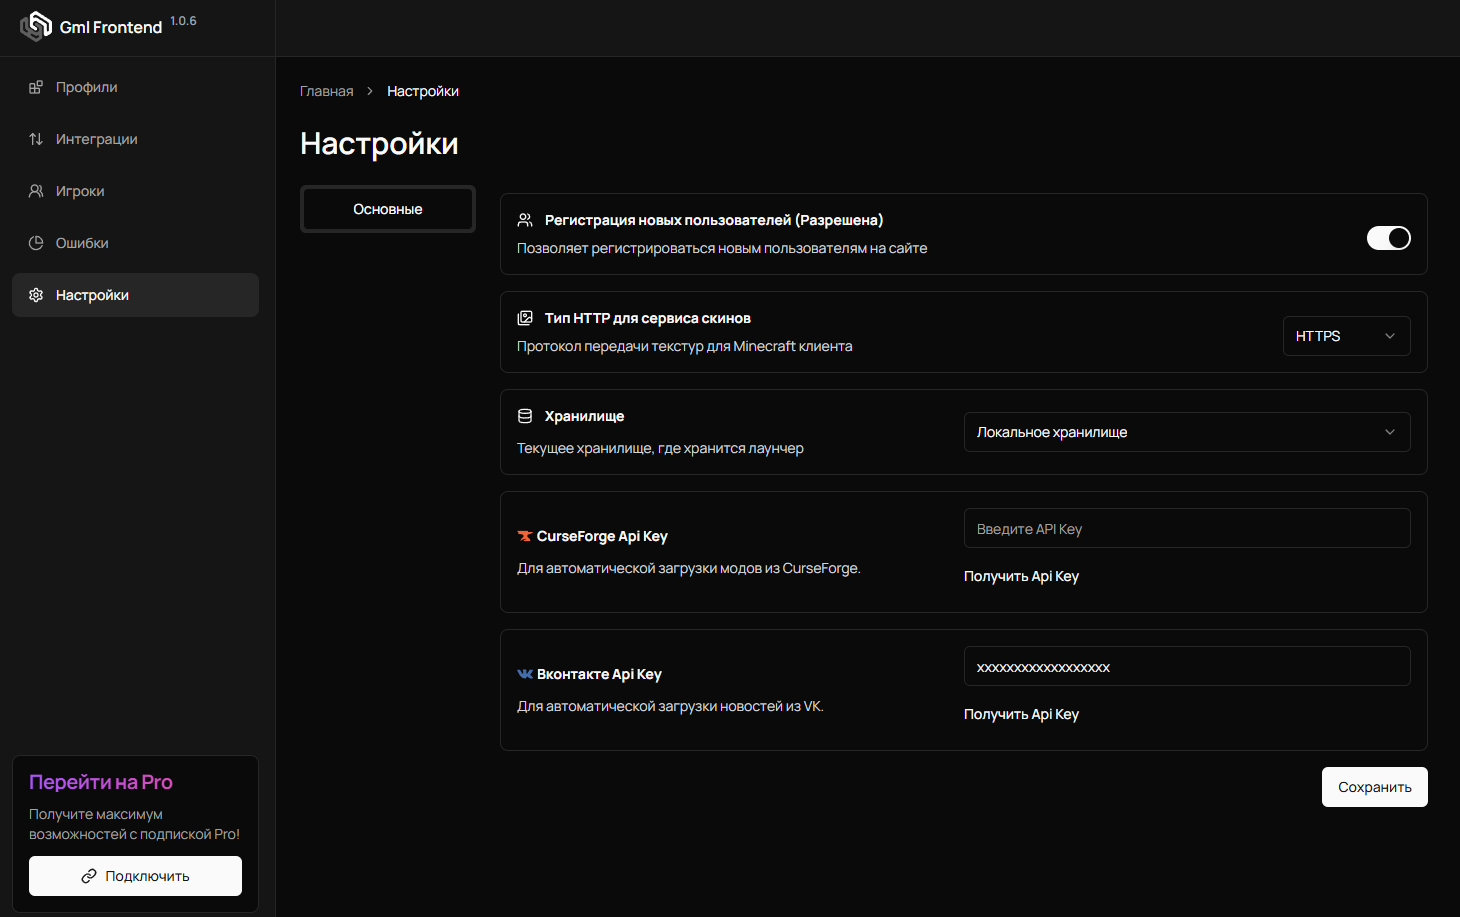 Gml Frontend 1.0.6
Профили
Интеграции
Игроки
Ошибки
Настройки
Перейти на Pro
Получите максимум
возможностей с подпиской Pro!
Подключить
Главная > Настройки
Настройки
Основные
Регистрация новых пользователей (Разрешена)
Позволяет регистрироваться новым пользователям на сайте
Тип HTTP для сервиса скинов
Протокол передачи текстур для Minecraft клиента
HTTPS
Хранилище
Текущее хранилище, где хранится лаунчер
Локальное хранилище
CurseForge Api Key
Для автоматической загрузки модов из CurseForge.
Введите API Key
Получить Api Key
Вконтакте Api Key
Для автоматической загрузки новостей из VK.
xxxxxxxxxxxxxxxxxx
Получить Api Key
Сохранить